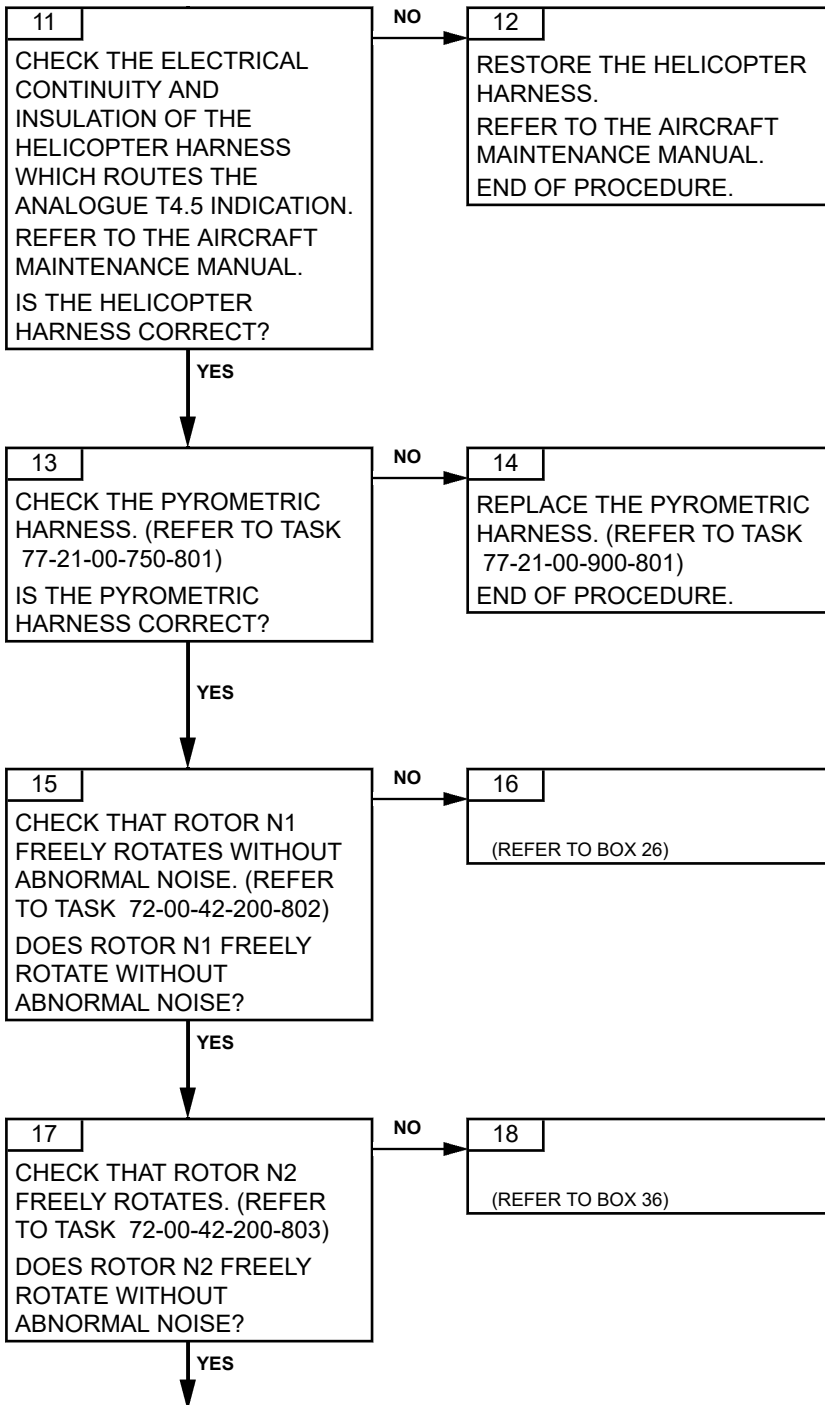 11
CHECK THE ELECTRICAL
CONTINUITY AND
INSULATION OF THE
HELICOPTER HARNESS
WHICH ROUTES THE
ANALOGUE T4.5 INDICATION.
REFER TO THE AIRCRAFT
MAINTENANCE MANUAL.
IS THE HELICOPTER
HARNESS CORRECT?
NO
12
RESTORE THE HELICOPTER
HARNESS.
REFER TO THE AIRCRAFT
MAINTENANCE MANUAL.
END OF PROCEDURE.
YES
13
CHECK THE PYROMETRIC
HARNESS. (REFER TO TASK
77-21-00-750-801)
IS THE PYROMETRIC
HARNESS CORRECT?
NO
14
REPLACE THE PYROMETRIC
HARNESS. (REFER TO TASK
77-21-00-900-801)
END OF PROCEDURE.
YES
15
CHECK THAT ROTOR N1
FREELY ROTATES WITHOUT
ABNORMAL NOISE. (REFER
TO TASK 72-00-42-200-802)
DOES ROTOR N1 FREELY
ROTATE WITHOUT
ABNORMAL NOISE?
NO
16
(REFER TO BOX 26)
YES
17
CHECK THAT ROTOR N2
FREELY ROTATES. (REFER
TO TASK 72-00-42-200-803)
DOES ROTOR N2 FREELY
ROTATE WITHOUT
ABNORMAL NOISE?
NO
18
(REFER TO BOX 36)
YES